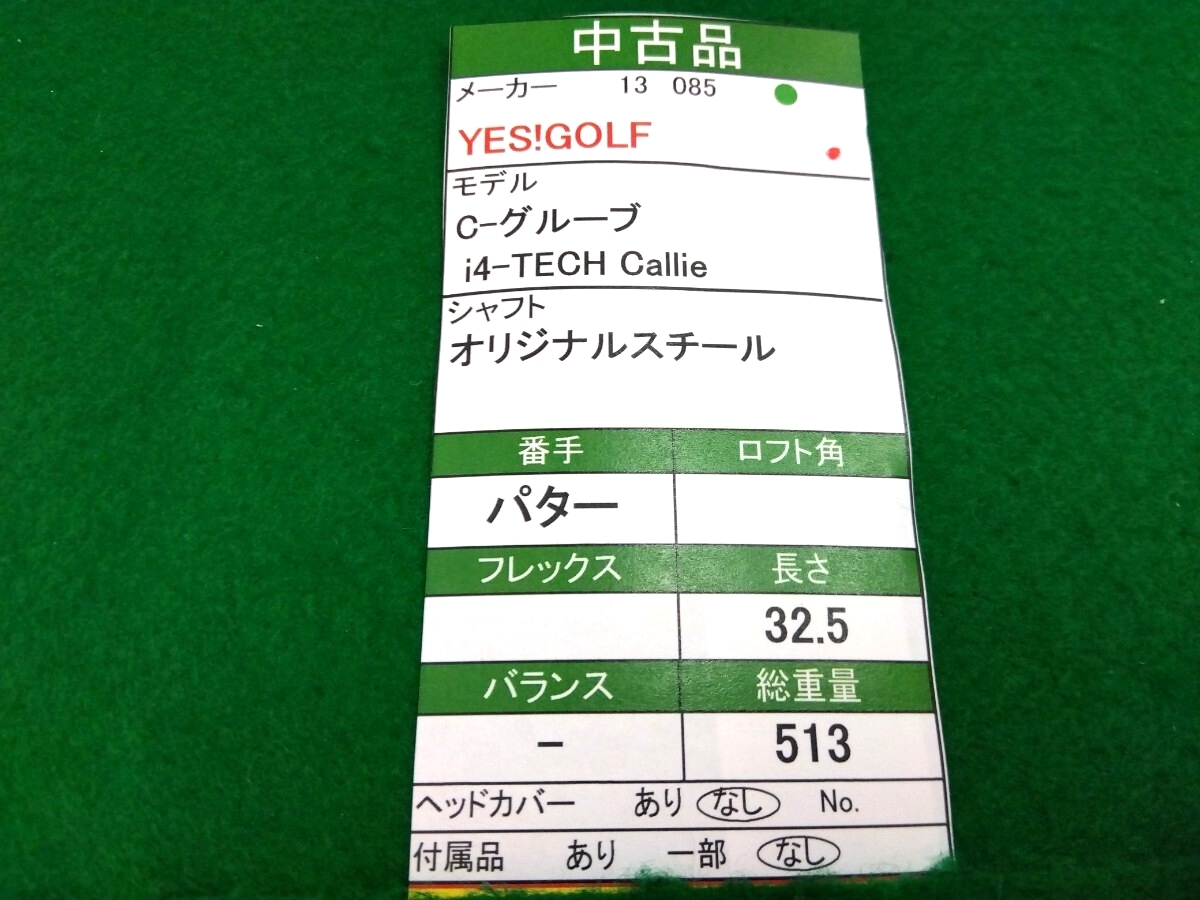 中古品
メーカー 13 085
YES!GOLF
モデル
C-グルーブ
i4-TECH Callie
シャフト
オリジナルスチール
番手 ロフト角
パター
フレックス 長さ
32.5
バランス 総重量
- 513
ヘッドカバー あり なし No.
付属品 あり 一部 なし